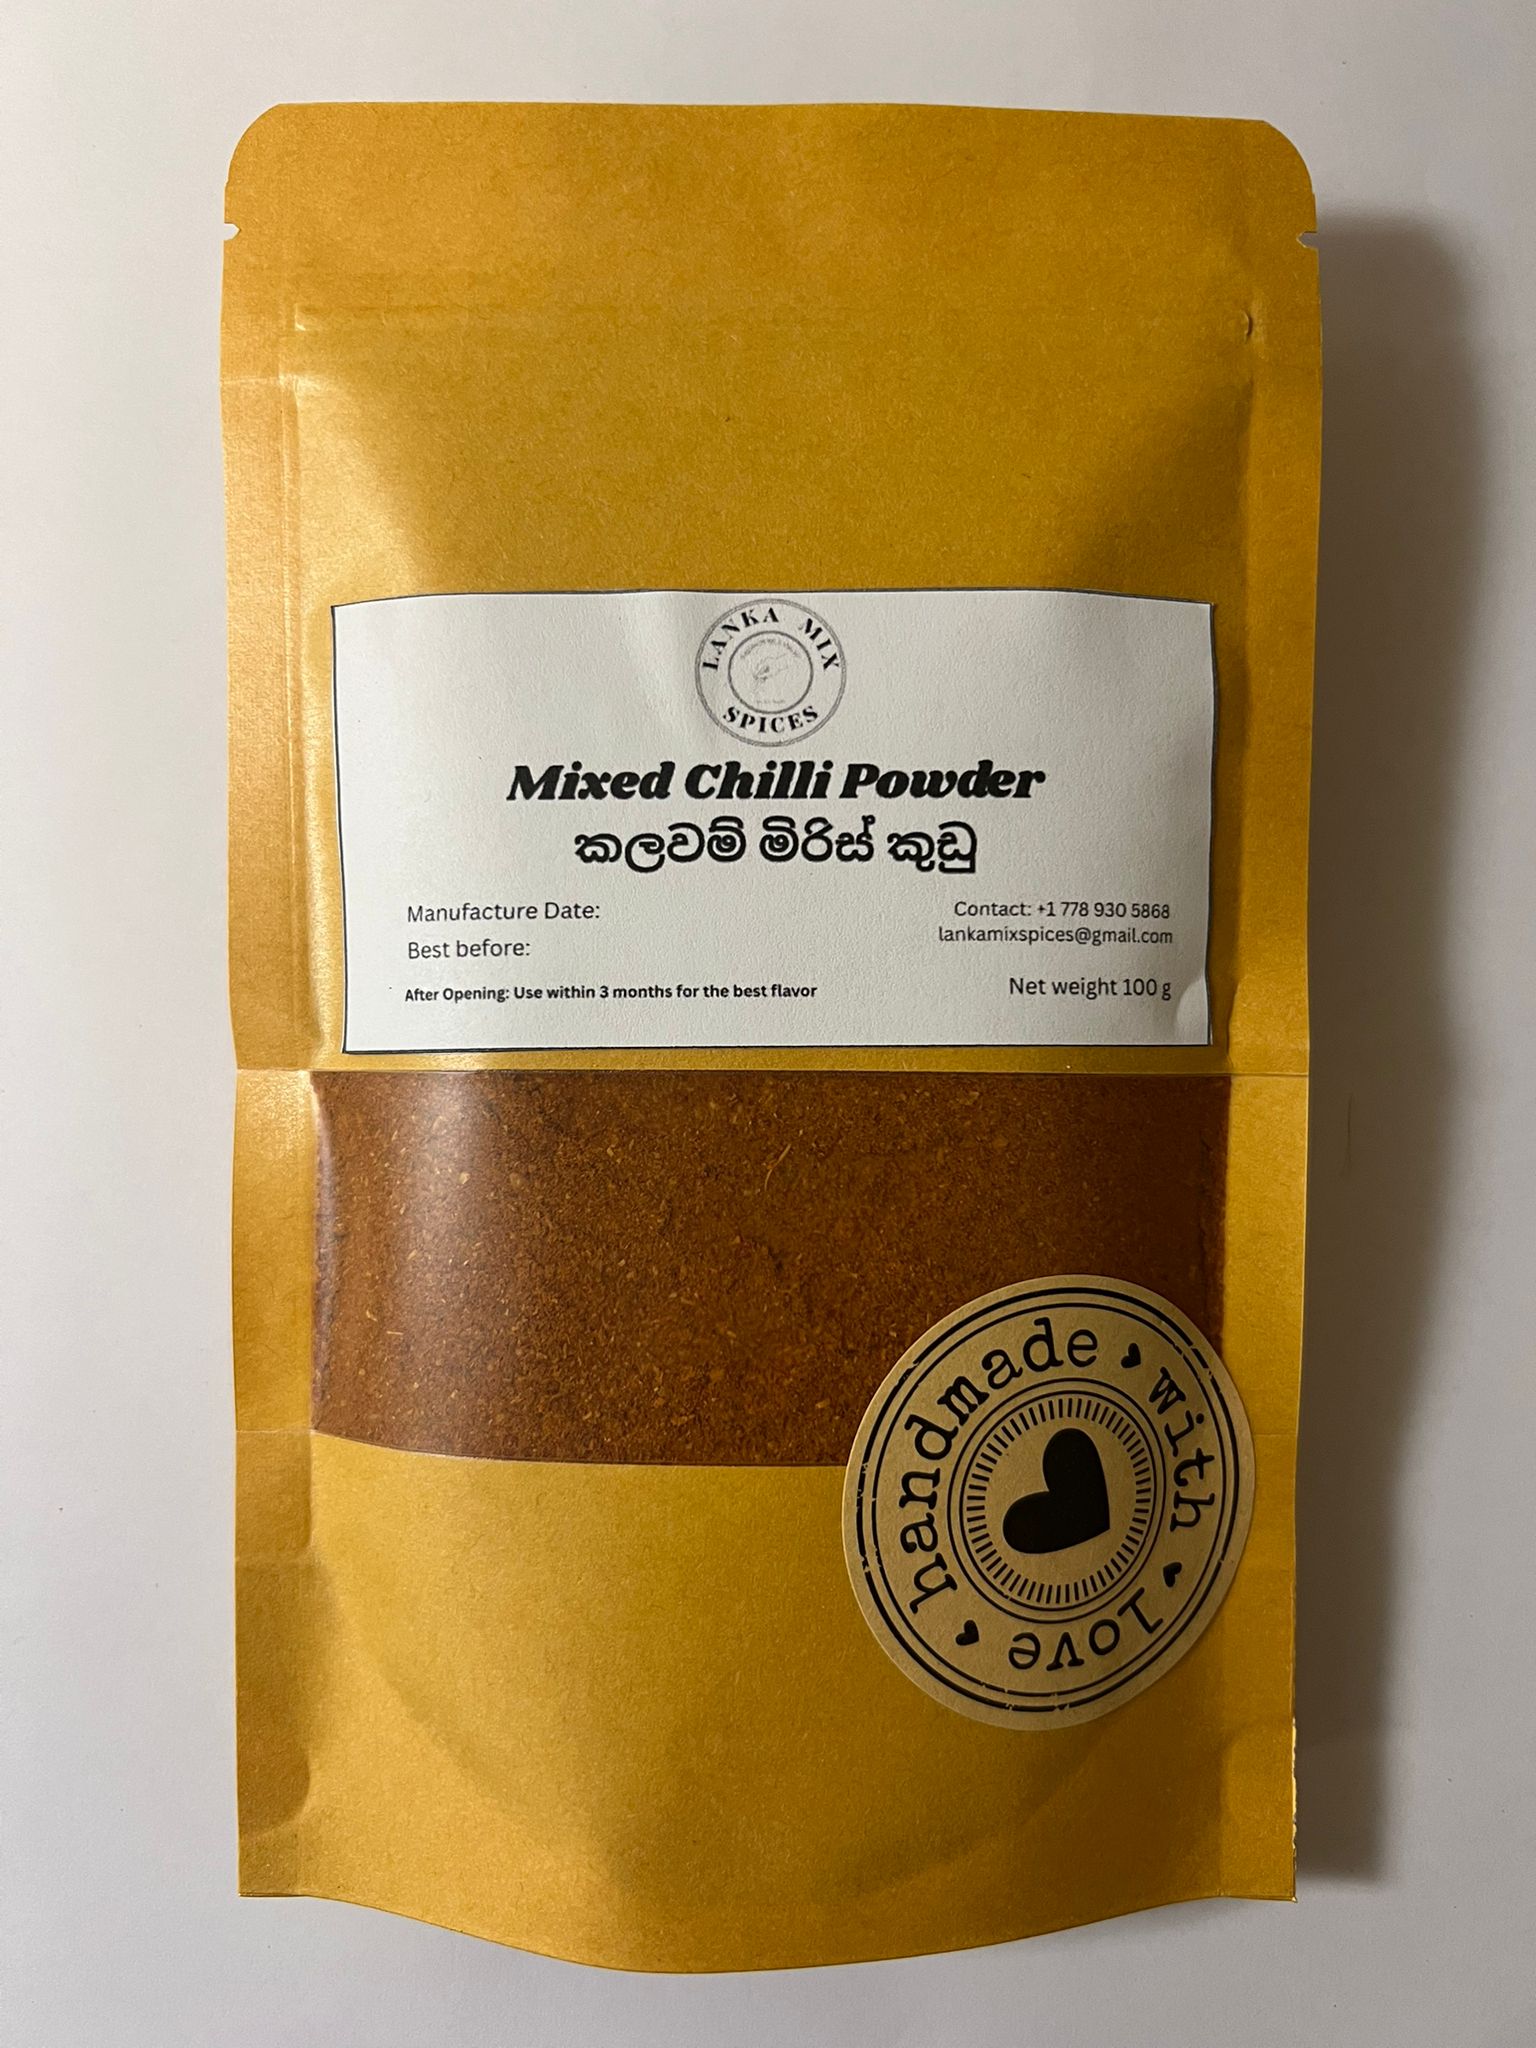 LANKA MIX
SPICES
Mixed Chilli Powder
කලවම් මිරිස් කුඩු
Manufacture Date:
Best before:
After Opening: Use within 3 months for the best flavor
Contact: +1 778 930 5868
lankamixspices@gmail.com
Net weight 100 g
handmade with love